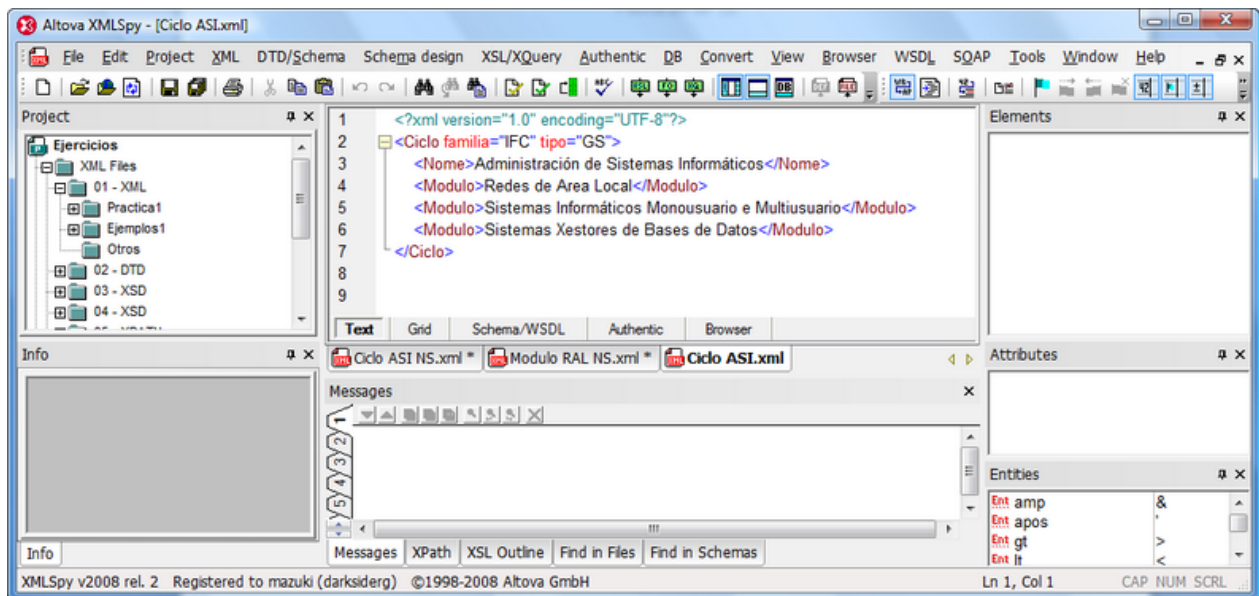 Altova XMLSpy - [Ciclo ASI.xml]
File Edit Project XML DTD/Schema Schema design XSL/XQuery Authentic DB Convert View Browser WSDL SOAP Tools Window Help
Project
Ejercicios
XML Files
01 - XML
Practica1
Ejemplos1
Otros
02 - DTD
03 - XSD
04 - XSD
1 <?xml version="1.0" encoding="UTF-8"?>
2 <Ciclo familia="IFC" tipo="GS">
3 <Nome>Administración de Sistemas Informáticos</Nome>
4 <Modulo>Redes de Area Local</Modulo>
5 <Modulo>Sistemas Informáticos Monousuario e Multiusuario</Modulo>
6 <Modulo>Sistemas Xestores de Bases de Datos</Modulo>
7 </Ciclo>
8
9
Text Grid Schema/WSDL Authentic Browser
Ciclo ASI NS.xml * Modulo RAL NS.xml * Ciclo ASI.xml
Elements
Info
Info
Messages
1
2
3
4
5
Messages XPath XSL Outline Find in Files Find in Schemas
Attributes
Entities
Ent amp &
Ent apos '
Ent gt >
Ent lt <
XMLSpy v2008 rel. 2 Registered to mazuki (darksiderg) ©1998-2008 Altova GmbH Ln 1, Col 1 CAP NUM SCRL